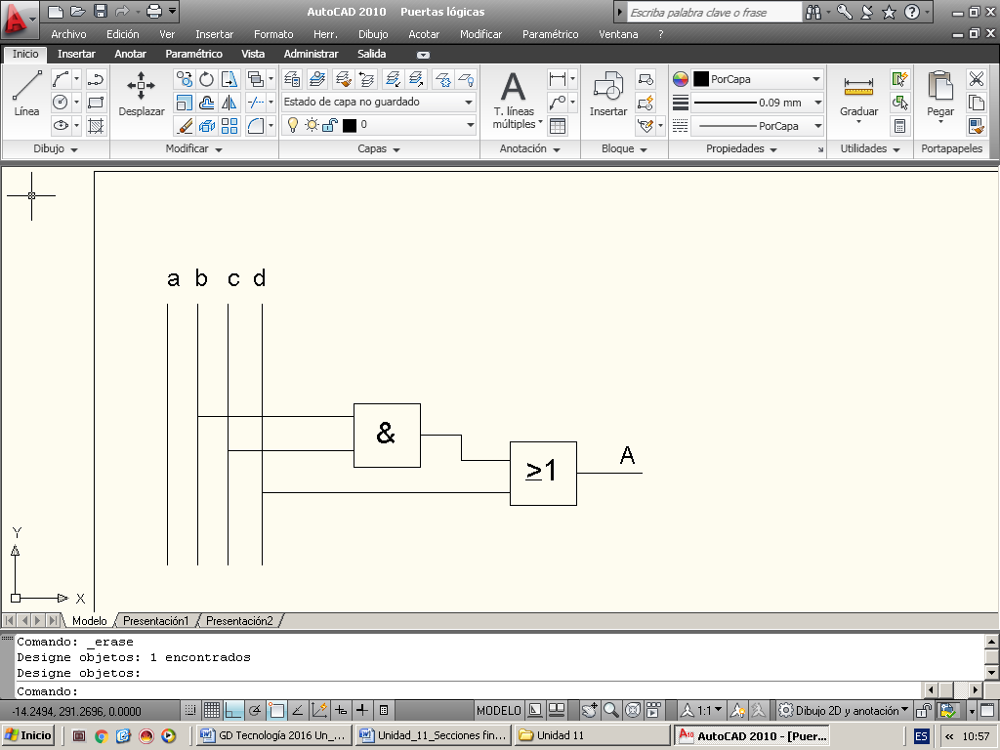 AutoCAD 2010 Puertas lógicas
Escriba palabra clave o frase
Archivo Edición Ver Insertar Formato Herr. Dibujo Acotar Modificar Paramétrico Ventana ?
Inicio Insertar Anotar Paramétrico Vista Administrar Salida
Línea
Desplazar
Estado de capa no guardado
0
T. líneas
múltiples
Insertar
PorCapa
0.09 mm
PorCapa
Graduar
Pegar
Dibujo Modificar Capas Anotación Bloque Propiedades Utilidades Portapapeles
a b c d
&
≥1
A
Y
X
Modelo Presentación1 Presentación2
Comando: _erase
Designe objetos: 1 encontrados
Designe objetos:
Comando:
-14.2494, 291.2696, 0.0000
MODELO
1:1
Dibujo 2D y anotación
Inicio
GD Tecnología 2016 Un_...
Unidad_11_Secciones fin...
Unidad 11
AutoCAD 2010 - [Puer...
ES
« 10:57